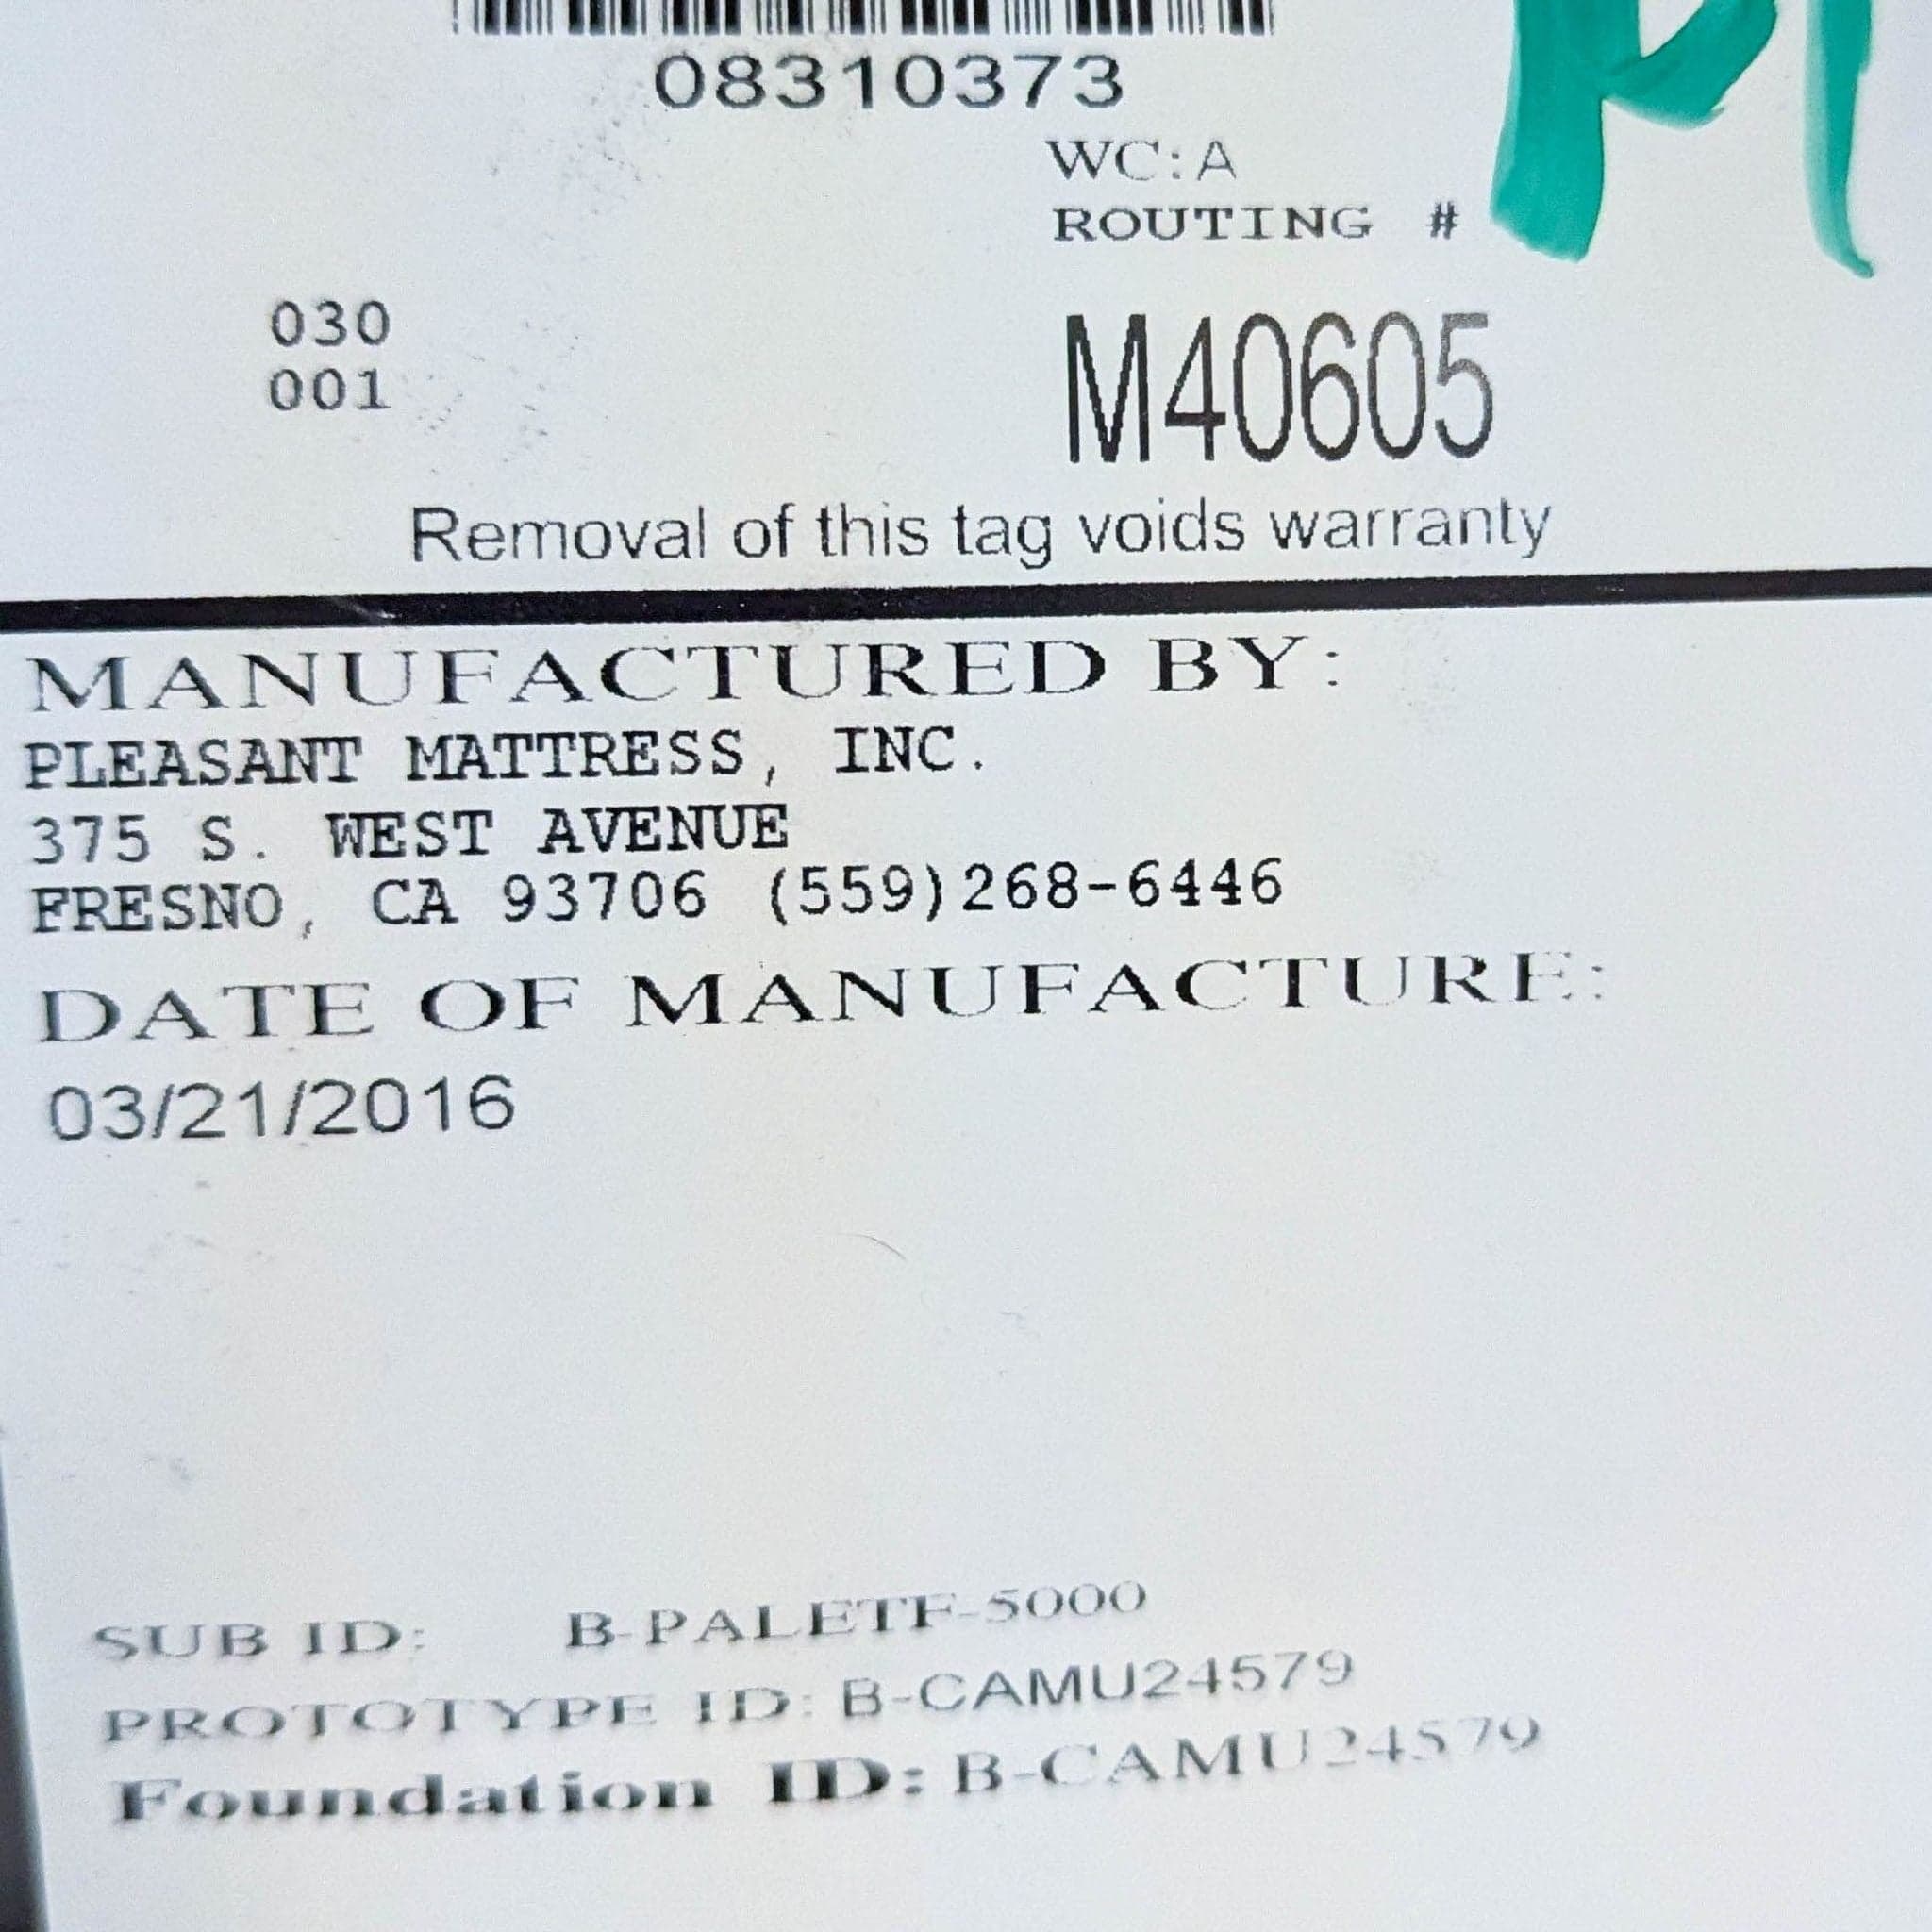 08310373
WC:A
ROUTING #
030
001
M40605
Removal of this tag voids warranty
MANUFACTURED BY:
PLEASANT MATTRESS, INC.
375 S. WEST AVENUE
FRESNO, CA 93706 (559)268-6446
DATE OF MANUFACTURE:
03/21/2016
SUB ID: B-PALETF-5000
PROTOTYPE ID: B-CAMU24579
Foundation ID: B-CAMU24579